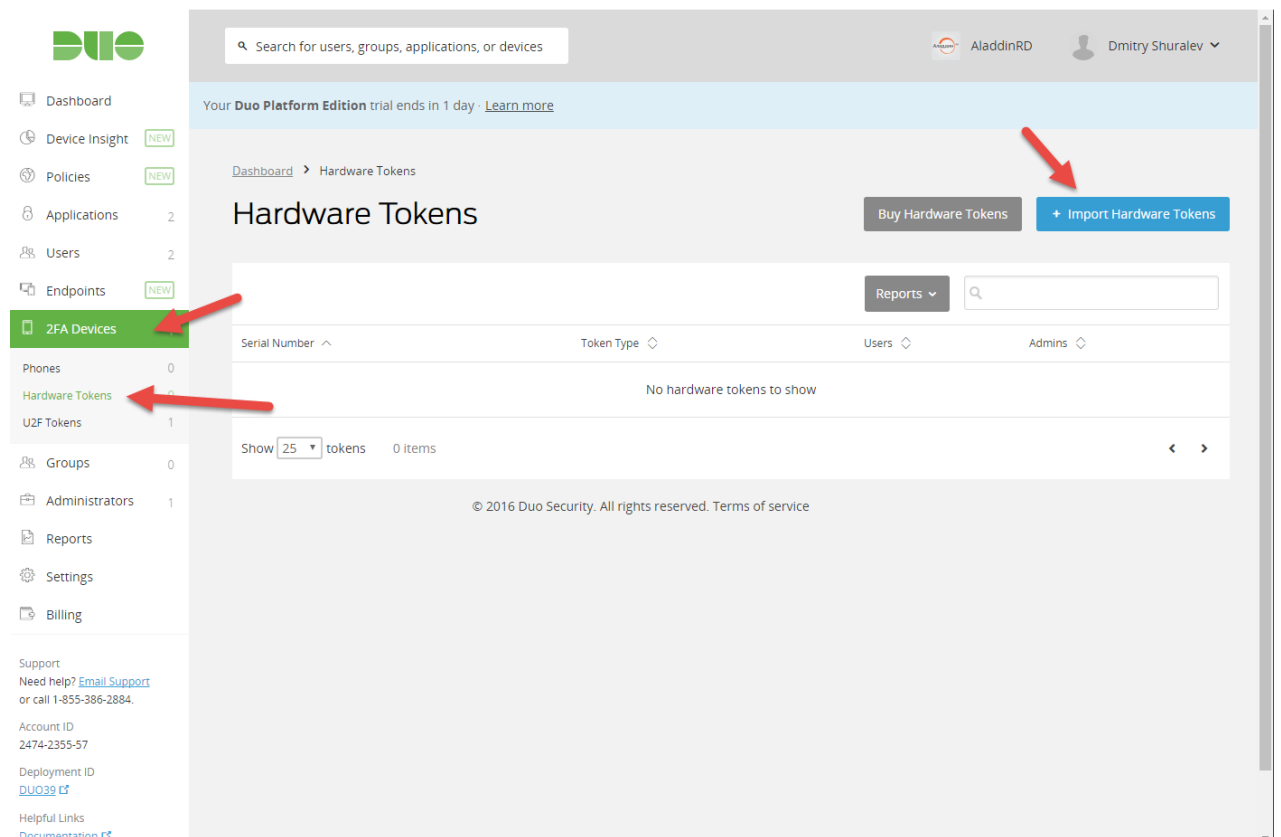 DUO
Search for users, groups, applications, or devices
AladdinRD
Dmitry Shuralev
Dashboard
Device Insight NEW
Policies NEW
Applications 2
Users 2
Endpoints NEW
2FA Devices
Phones 0
Hardware Tokens
U2F Tokens 1
Groups 0
Administrators 1
Reports
Settings
Billing
Support
Need help? Email Support
or call 1-855-386-2884.
Account ID
2474-2355-57
Deployment ID
DUO39
Helpful Links
Documentation
Your Duo Platform Edition trial ends in 1 day · Learn more
Dashboard > Hardware Tokens
Hardware Tokens
Buy Hardware Tokens
+ Import Hardware Tokens
Reports
Serial Number Token Type Users Admins
No hardware tokens to show
Show 25 tokens 0 items
© 2016 Duo Security. All rights reserved. Terms of service